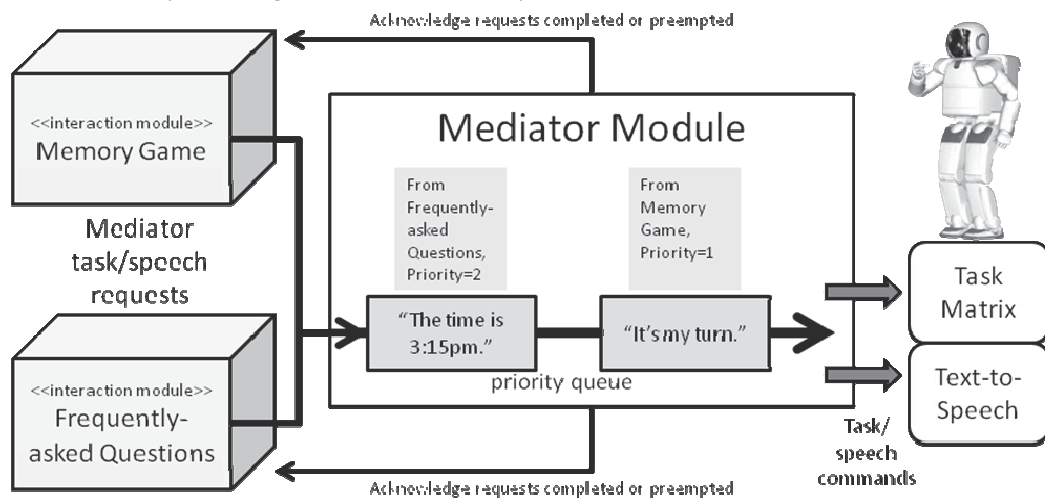 Acknowledge requests completed or preempted
<<interaction module>>
Memory Game
Mediator
task/speech
requests
<<interaction module>>
Frequently-
asked Questions
Mediator Module
From
Frequently-
asked
Questions,
Priority=2
From
Memory
Game,
Priority=1
“The time is
3:15pm.”
“It’s my turn.”
priority queue
Task
Matrix
Text-to-
Speech
Task/
speech
commands
Acknowledge requests completed or preempted